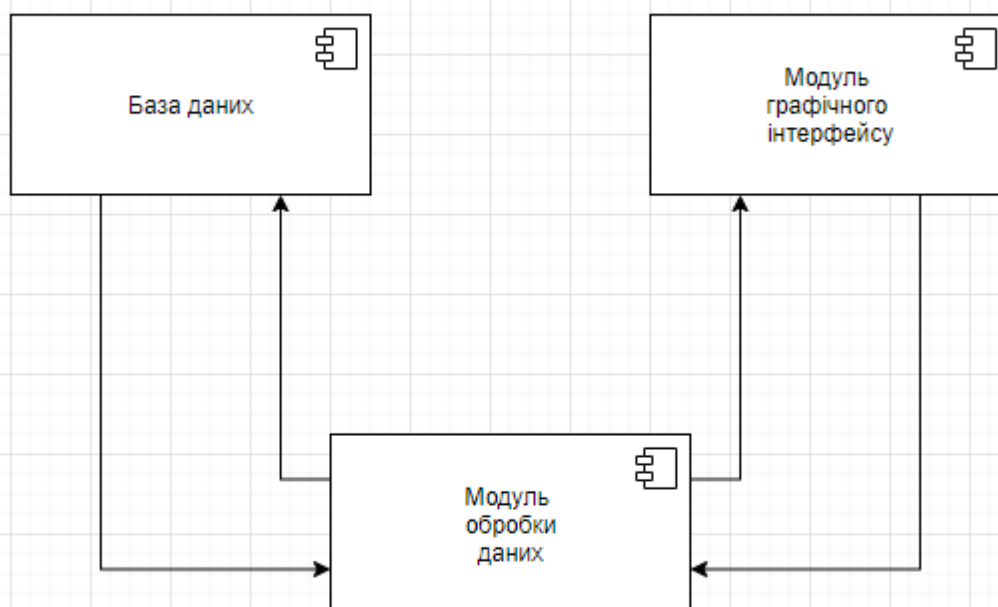 База даних
Модуль
графічного
інтерфейсу
Модуль
обробки
даних